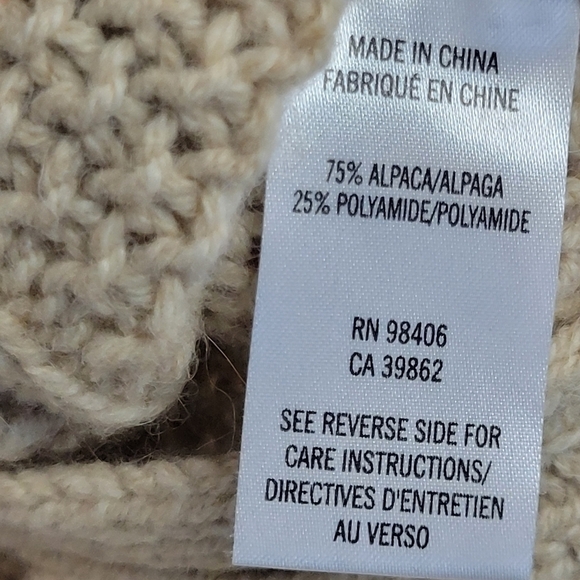 MADE IN CHINA
FABRIQUÉ EN CHINE
75% ALPACA/ALPAGA
25% POLYAMIDE/POLYAMIDE
RN 98406
CA 39862
SEE REVERSE SIDE FOR
CARE INSTRUCTIONS/
DIRECTIVES D'ENTRETIEN
AU VERSO